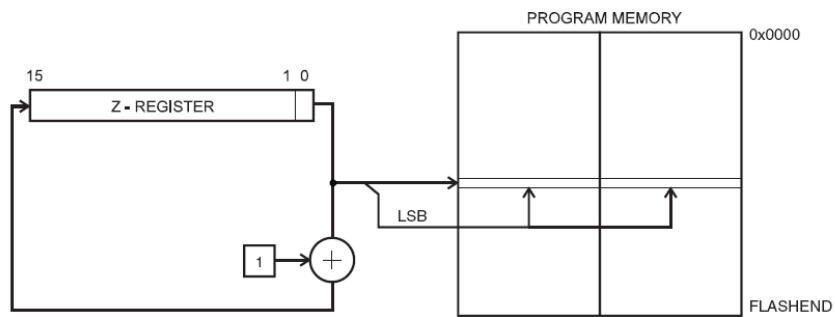 PROGRAM MEMORY
0x0000
15
1 0
Z - REGISTER
LSB
1
FLASHEND